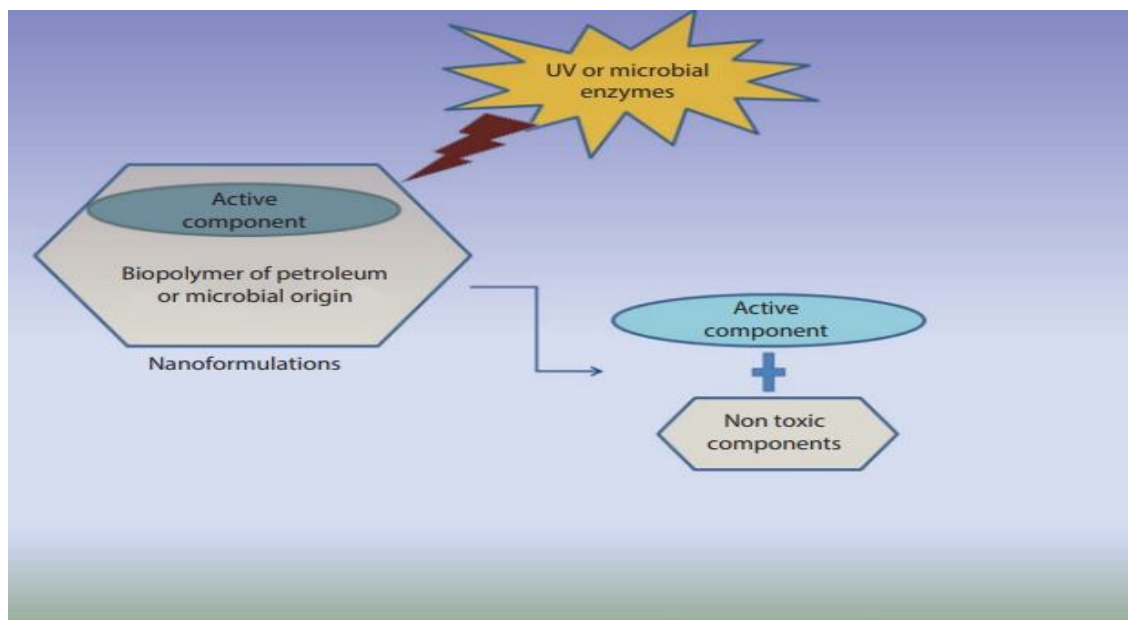 UV or microbial
enzymes
Active
component
Biopolymer of petroleum
or microbial origin
Nanoformulations
Active
component
Non toxic
components